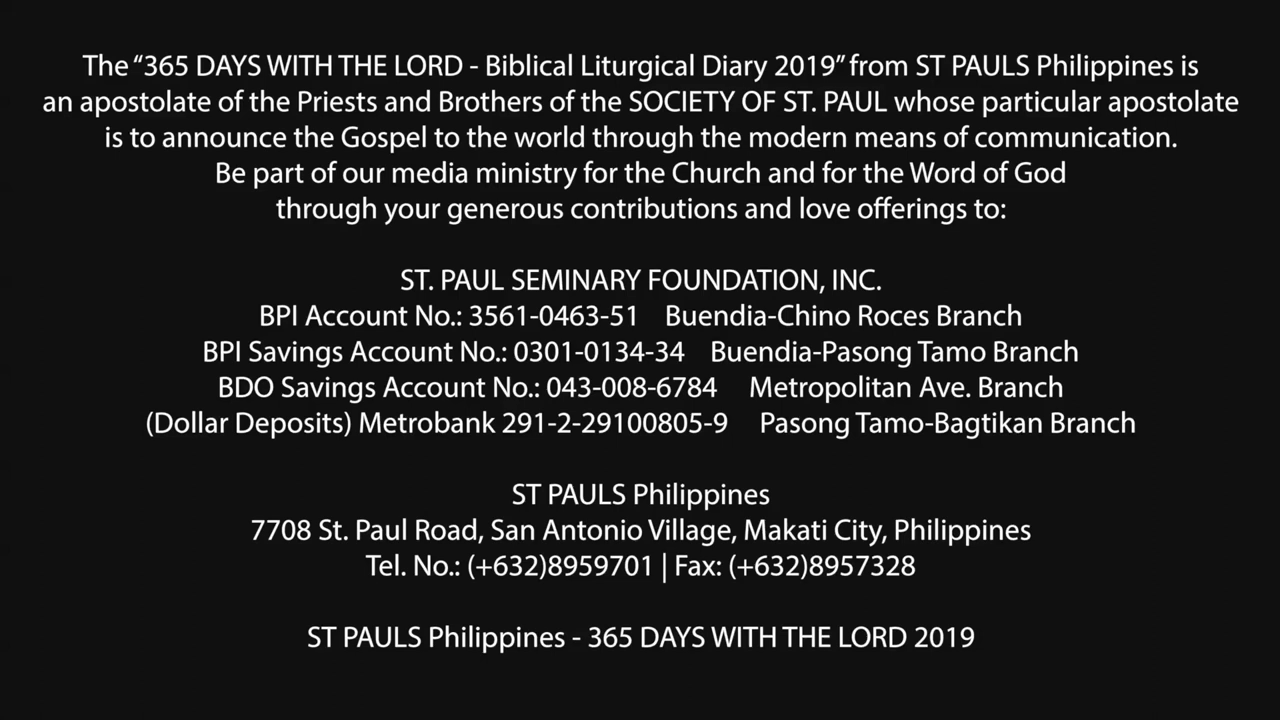 The “365 DAYS WITH THE LORD - Biblical Liturgical Diary 2019” from ST PAULS Philippines is
an apostolate of the Priests and Brothers of the SOCIETY OF ST. PAUL whose particular apostolate
is to announce the Gospel to the world through the modern means of communication.
Be part of our media ministry for the Church and for the Word of God
through your generous contributions and love offerings to:
ST. PAUL SEMINARY FOUNDATION, INC.
BPI Account No.: 3561-0463-51 Buendia-Chino Roces Branch
BPI Savings Account No.: 0301-0134-34 Buendia-Pasong Tamo Branch
BDO Savings Account No.: 043-008-6784 Metropolitan Ave. Branch
(Dollar Deposits) Metrobank 291-2-29100805-9 Pasong Tamo-Bagtikan Branch
ST PAULS Philippines
7708 St. Paul Road, San Antonio Village, Makati City, Philippines
Tel. No.: (+632)8959701 | Fax: (+632)8957328
ST PAULS Philippines - 365 DAYS WITH THE LORD 2019